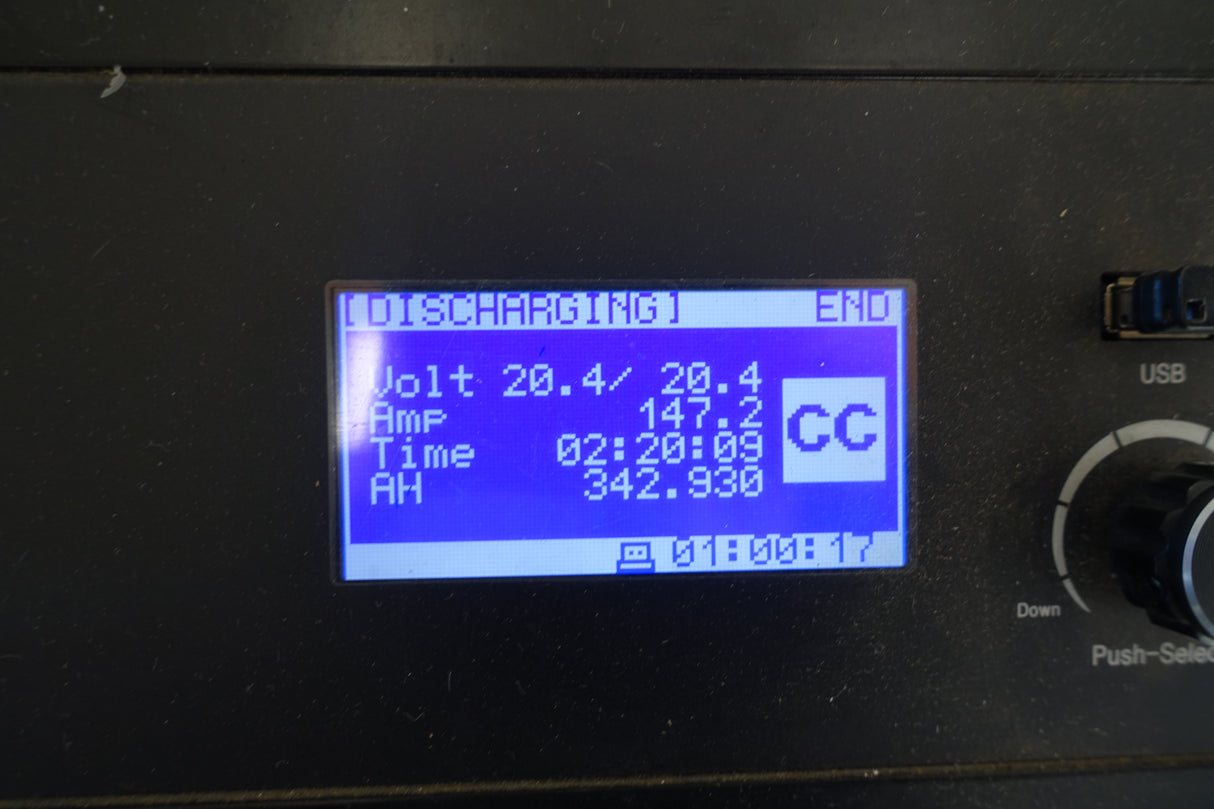 [DISCHARGING] END
Volt 20.4/ 20.4
Amp 147.2
Time 02:20:09
AH 342.930
CC
01:00:17
USB
Down
Push-Selec